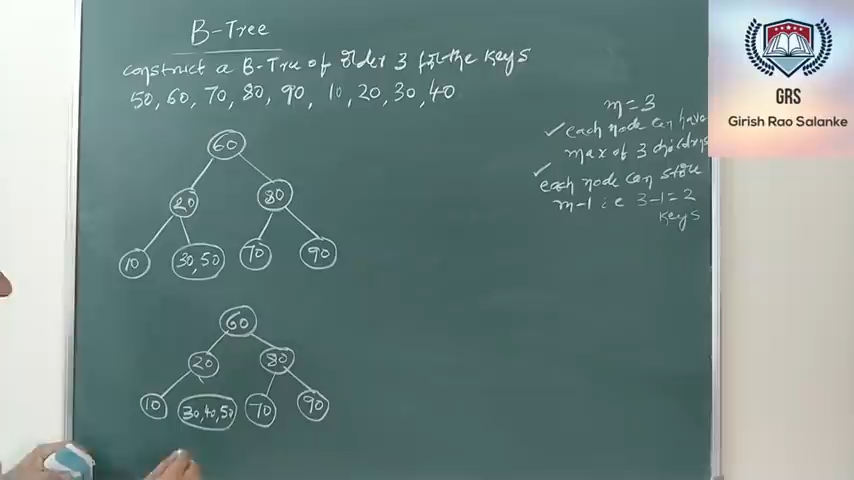 B-Tree
construct a B-Tree of order 3 for the keys
50, 60, 70, 80, 90, 10, 20, 30, 40
m=3
each node can have
max of 3 childrens
each node can store
m-1 i.e 3-1=2
keys
60
20 80
10 30,50 70 90
60
20 80
10 30,40,50 70 90
GRS
Girish Rao Salanke